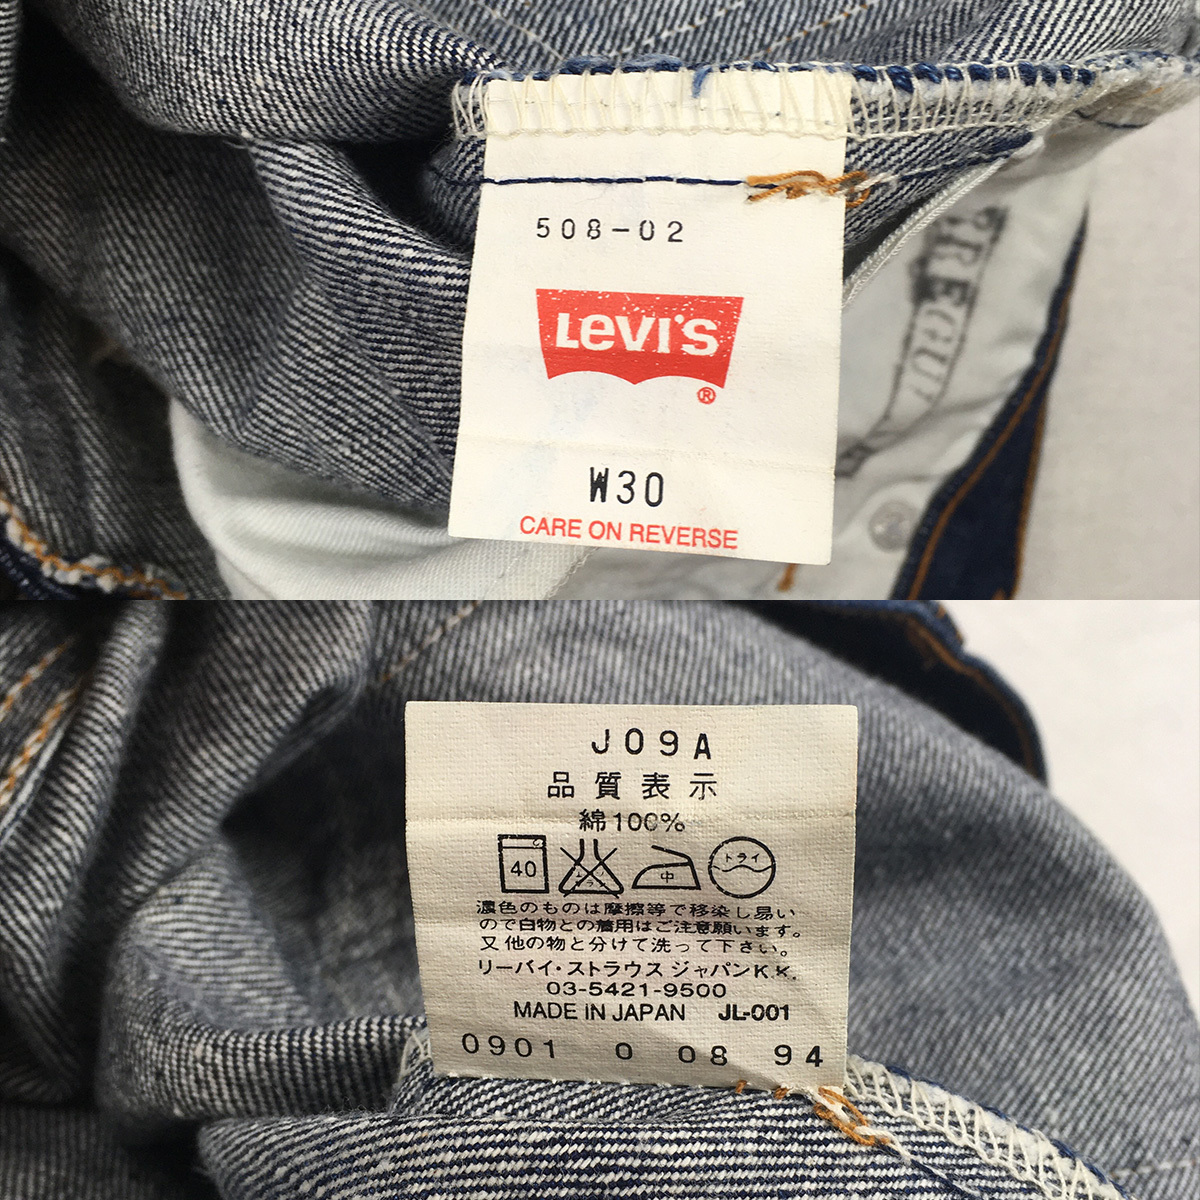 508-02
LEVI'S
®
W30
CARE ON REVERSE
J09A
品質表示
綿100%
40
中
ドライ
濃色のものは摩擦等で移染し易い
ので白物との着用はご注意願います。
又他の物と分けて洗って下さい。
リーバイ・ストラウス ジャパンK.K.
03-5421-9500
MADE IN JAPAN JL-001
0901 0 08 94